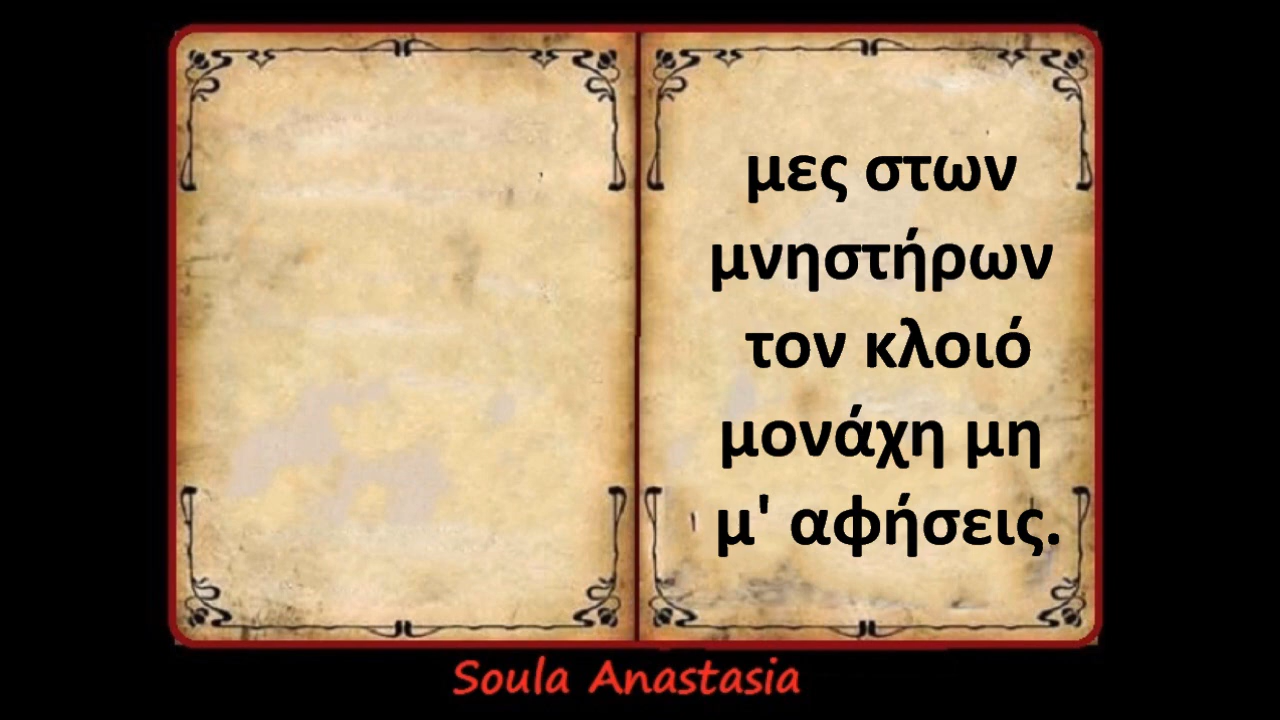 μες στων
μνηστήρων
τον κλοιό
μονάχη μη
μ' αφήσεις.
Soula Anastasia